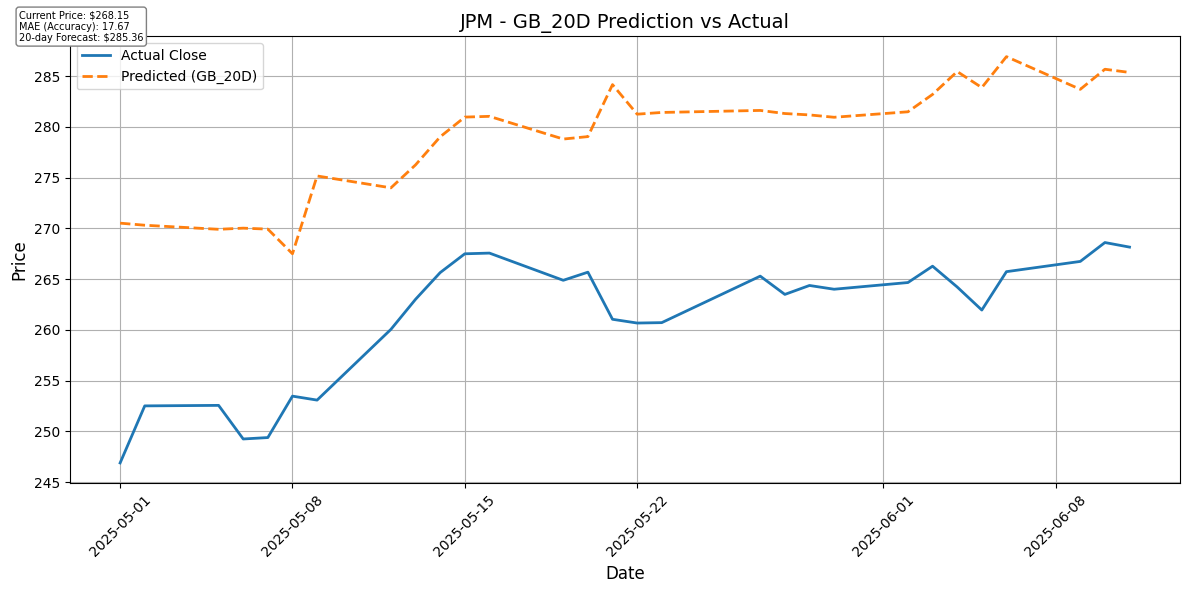 Current Price: $268.15
MAE (Accuracy): 17.67
20-day Forecast: $285.36
JPM - GB_20D Prediction vs Actual
Actual Close
Predicted (GB_20D)
Price
285
280
275
270
265
260
255
250
245
2025-05-01
2025-05-08
2025-05-15
2025-05-22
2025-06-01
2025-06-08
Date